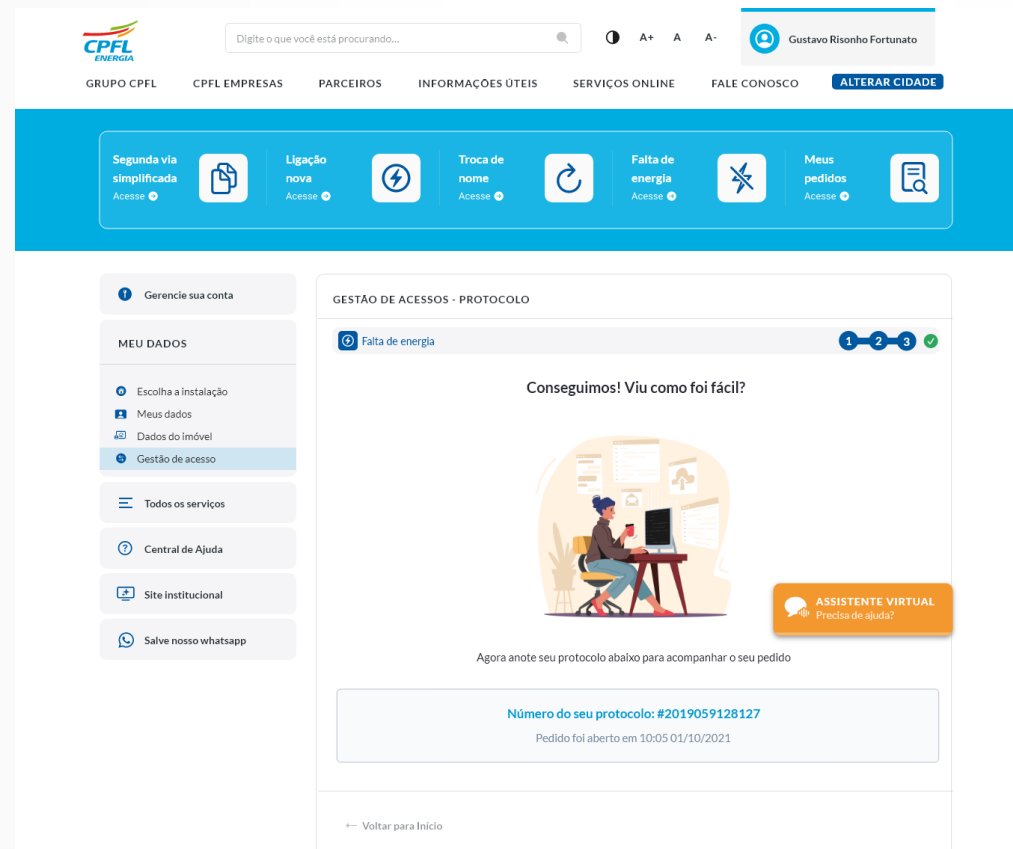 CPFL
ENERGIA
Digite o que você está procurando...
A+ A A-
Gustavo Risonho Fortunato
GRUPO CPFL
CPFL EMPRESAS
PARCEIROS
INFORMAÇÕES ÚTEIS
SERVIÇOS ONLINE
FALE CONOSCO
ALTERAR CIDADE
Segunda via
simplificada
Acesse
Ligação
nova
Acesse
Troca de
nome
Acesse
Falta de
energia
Acesse
Meus
pedidos
Acesse
Gerencie sua conta
MEU DADOS
Escolha a instalação
Meus dados
Dados do imóvel
Gestão de acesso
Todos os serviços
Central de Ajuda
Site institucional
Salve nosso whatsapp
GESTÃO DE ACESSOS - PROTOCOLO
Falta de energia
1 2 3
Conseguimos! Viu como foi fácil?
ASSISTENTE VIRTUAL
Precisa de ajuda?
Agora anote seu protocolo abaixo para acompanhar o seu pedido
Número do seu protocolo: #2019059128127
Pedido foi aberto em 10:05 01/10/2021
← Voltar para Início